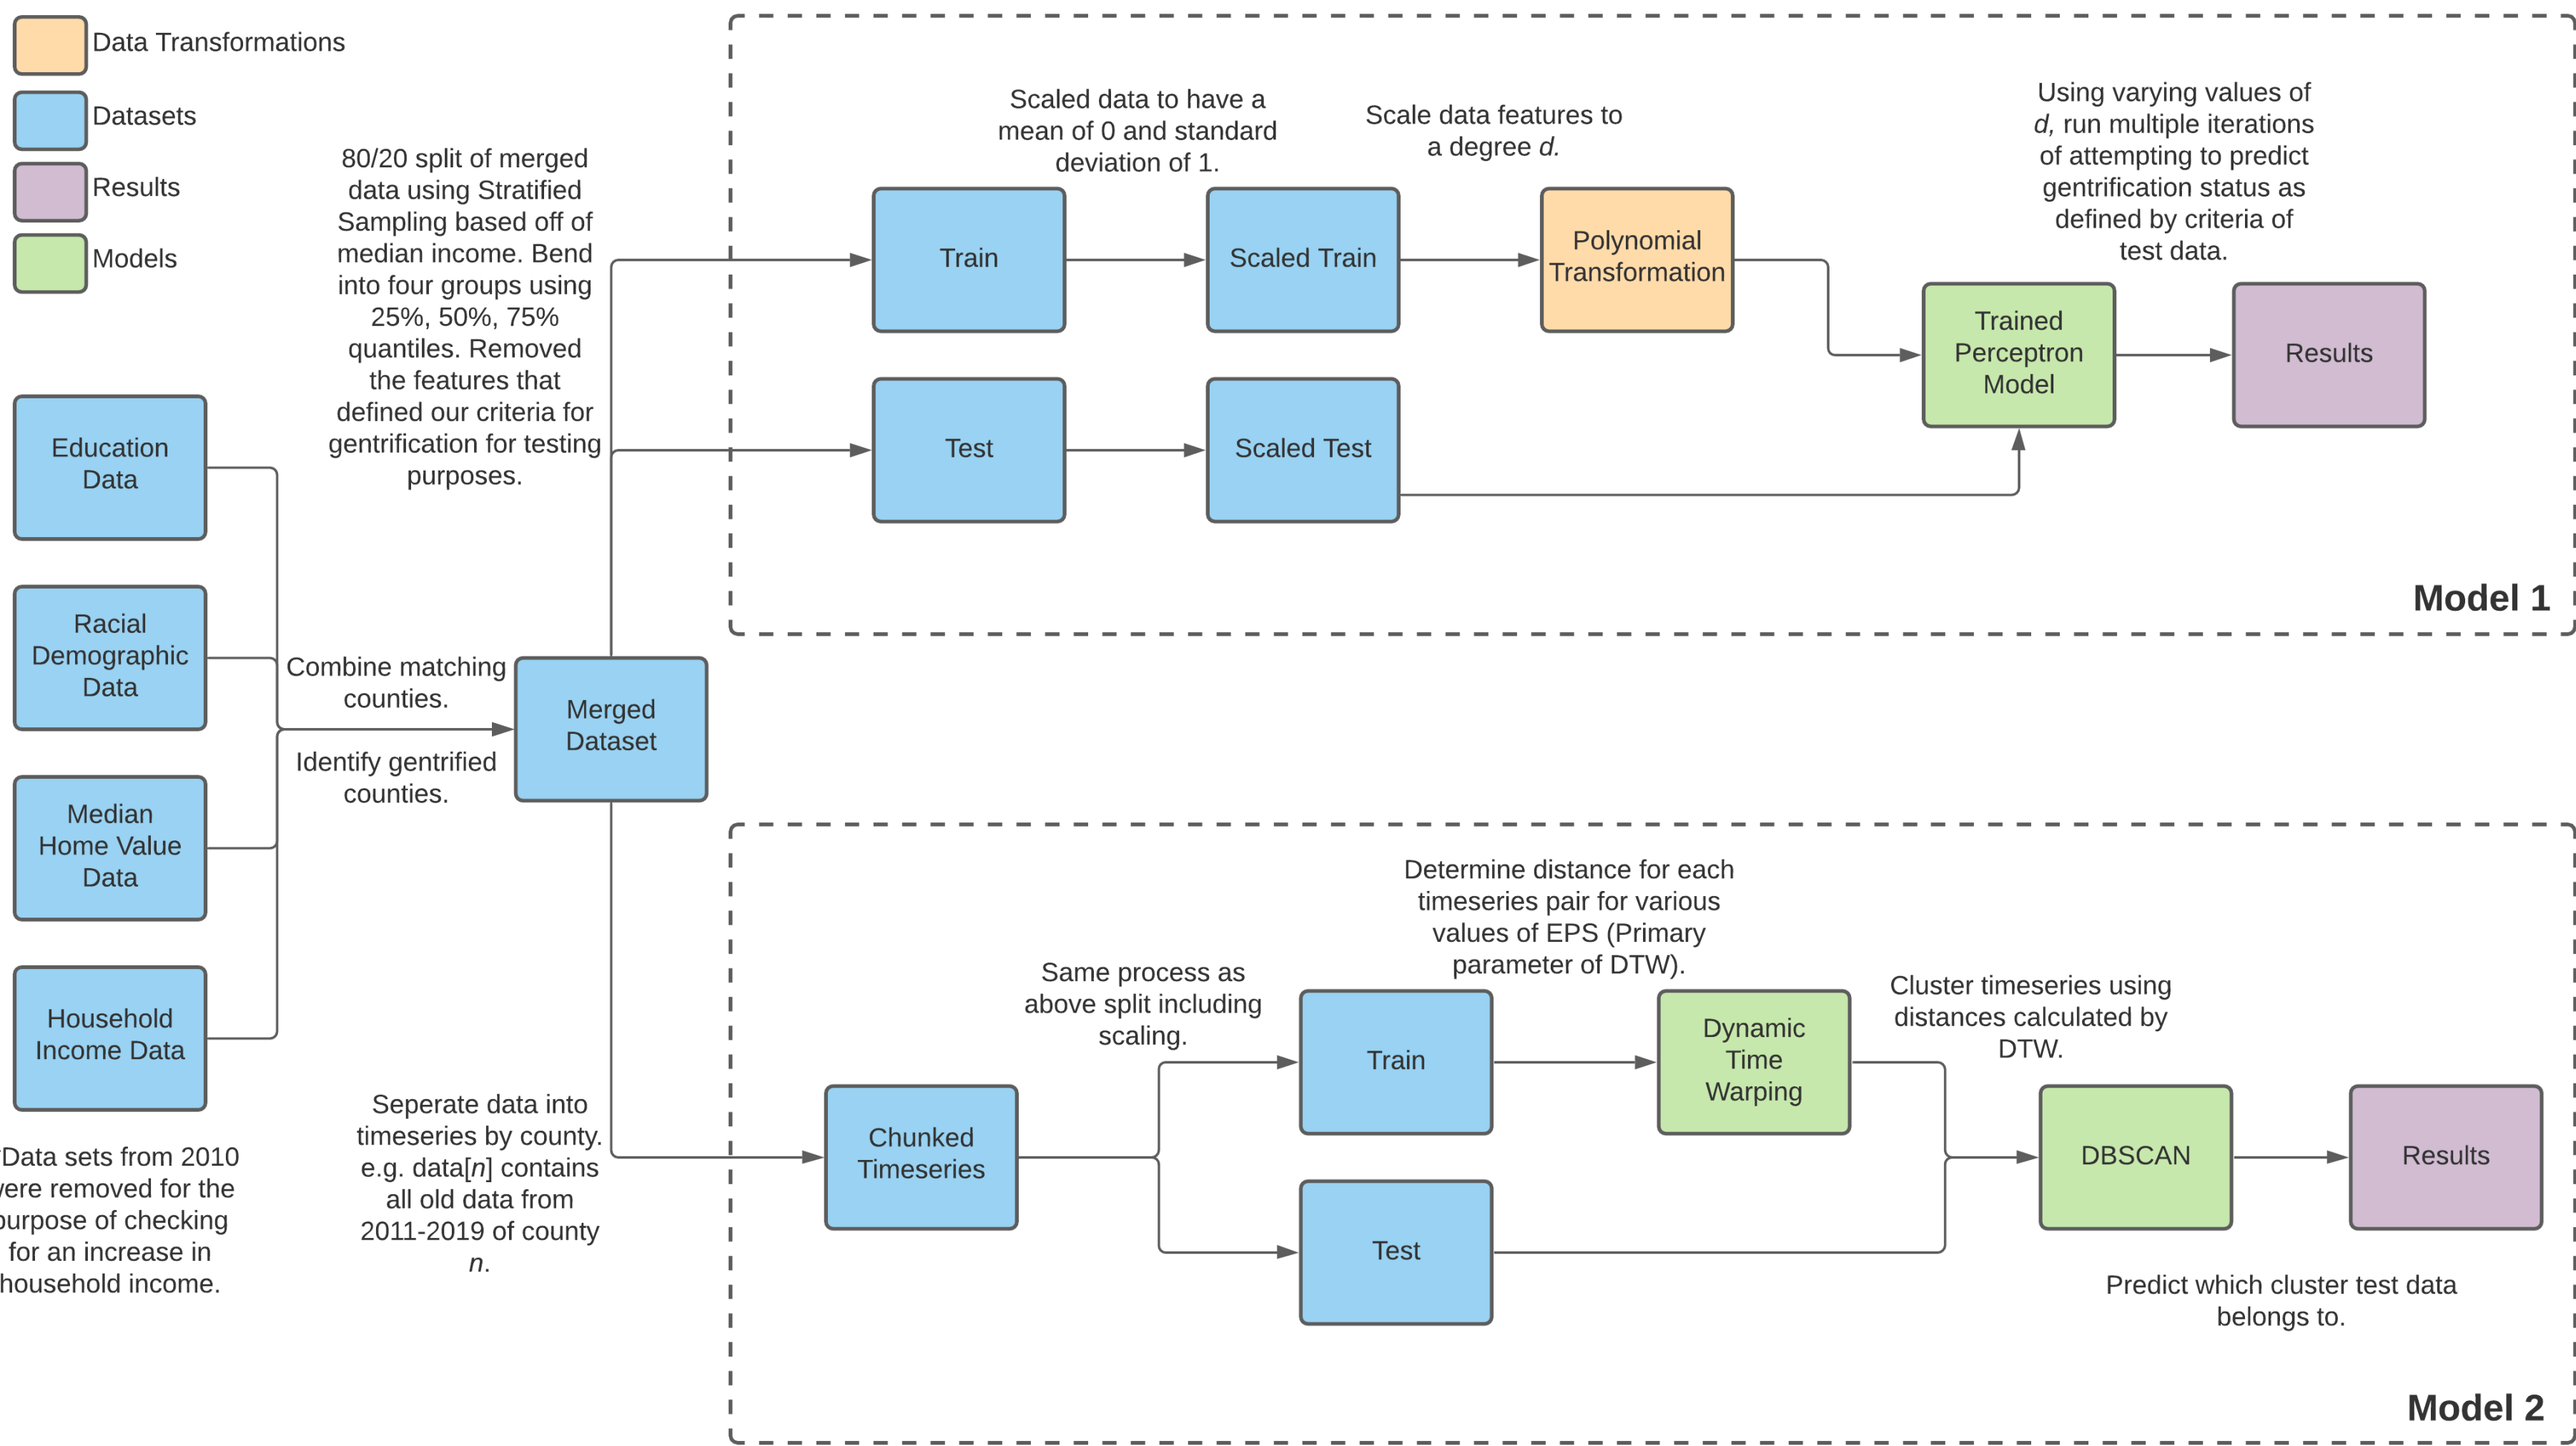 Data Transformations
Datasets
Results
Models
80/20 split of merged
data using Stratified
Sampling based off of
median income. Bend
into four groups using
25%, 50%, 75%
quantiles. Removed
the features that
defined our criteria for
gentrification for testing
purposes.
Education
Data
Racial
Demographic
Data
Median
Home Value
Data
Household
Income Data
Data sets from 2010
were removed for the
purpose of checking
for an increase in
household income.
Combine matching
counties.
Identify gentrified
counties.
Merged
Dataset
Scaled data to have a
mean of 0 and standard
deviation of 1.
Scale data features to
a degree d.
Using varying values of
d, run multiple iterations
of attempting to predict
gentrification status as
defined by criteria of
test data.
Train
Scaled Train
Polynomial
Transformation
Trained
Perceptron
Model
Results
Test
Scaled Test
Model 1
Seperate data into
timeseries by county.
e.g. data[n] contains
all old data from
2011-2019 of county
n.
Chunked
Timeseries
Same process as
above split including
scaling.
Determine distance for each
timeseries pair for various
values of EPS (Primary
parameter of DTW).
Train
Dynamic
Time
Warping
Cluster timeseries using
distances calculated by
DTW.
Test
DBSCAN
Results
Predict which cluster test data
belongs to.
Model 2